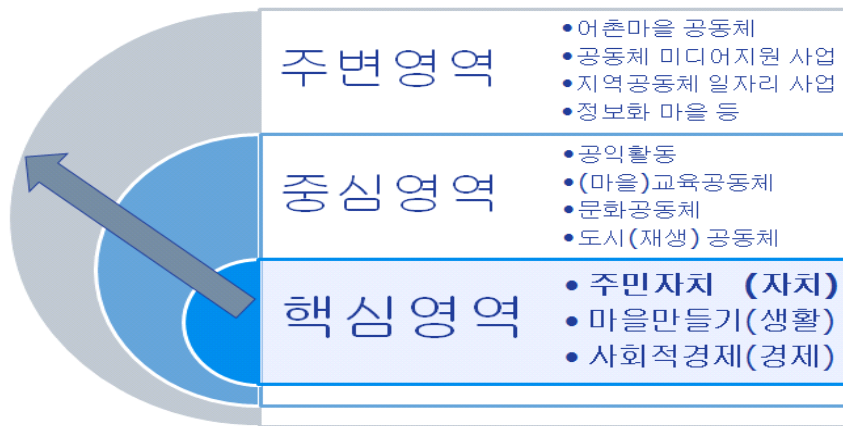 주변영역
•어촌마을 공동체
•공동체 미디어지원 사업
•지역공동체 일자리 사업
•정보화 마을 등
중심영역
•공익활동
•(마을)교육공동체
•문화공동체
•도시(재생) 공동체
핵심영역
• 주민자치 (자치)
• 마을만들기(생활)
• 사회적경제(경제)